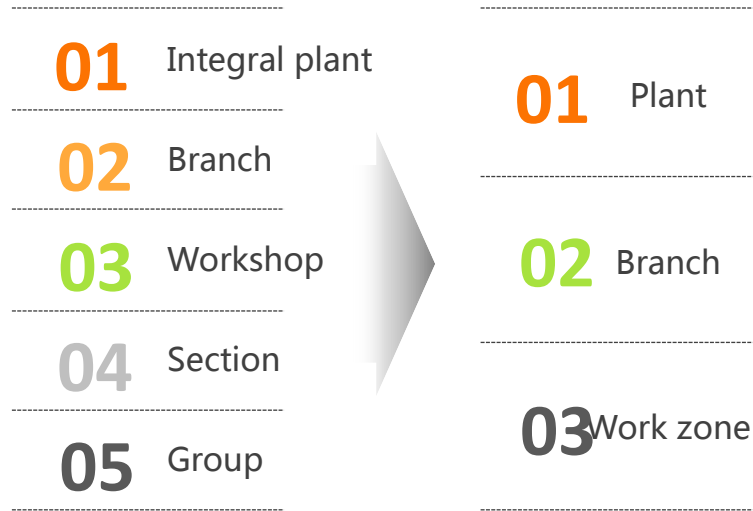 01 Integral plant
02 Branch
03 Workshop
04 Section
05 Group
01 Plant
02 Branch
03 Work zone